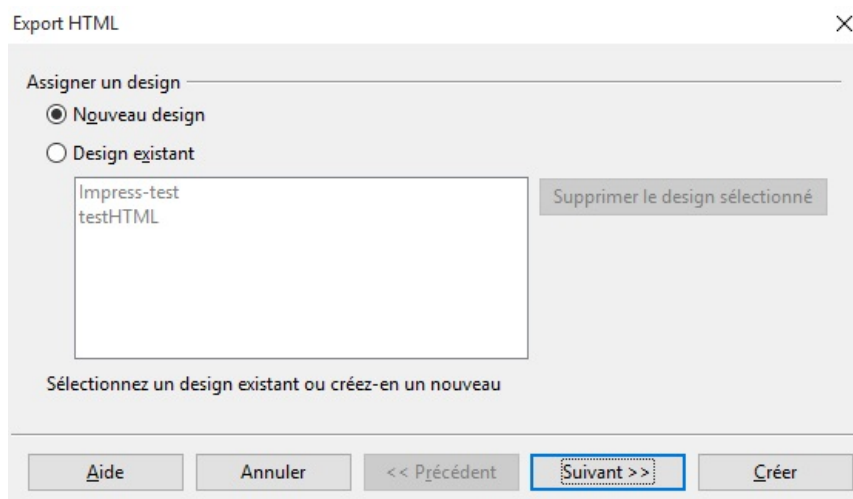 Export HTML
Assigner un design
Nouveau design
Design existant
Impress-test
testHTML
Supprimer le design sélectionné
Sélectionnez un design existant ou créez-en un nouveau
Aide Annuler << Précédent Suivant >> Créer